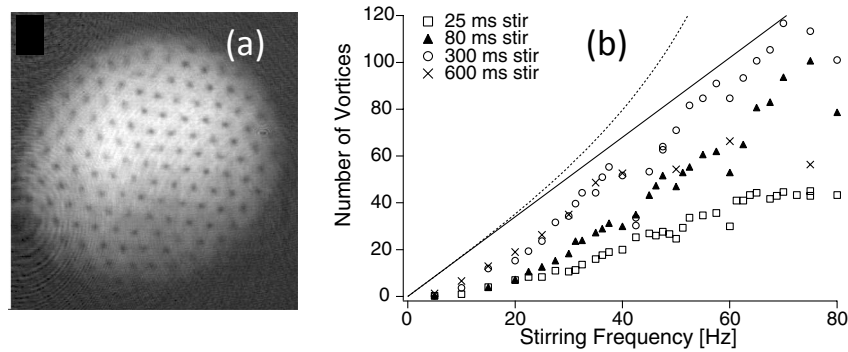 (a)
(b)
25 ms stir
80 ms stir
300 ms stir
600 ms stir
Number of Vortices
120
100
80
60
40
20
0
0
20
40
60
80
Stirring Frequency [Hz]